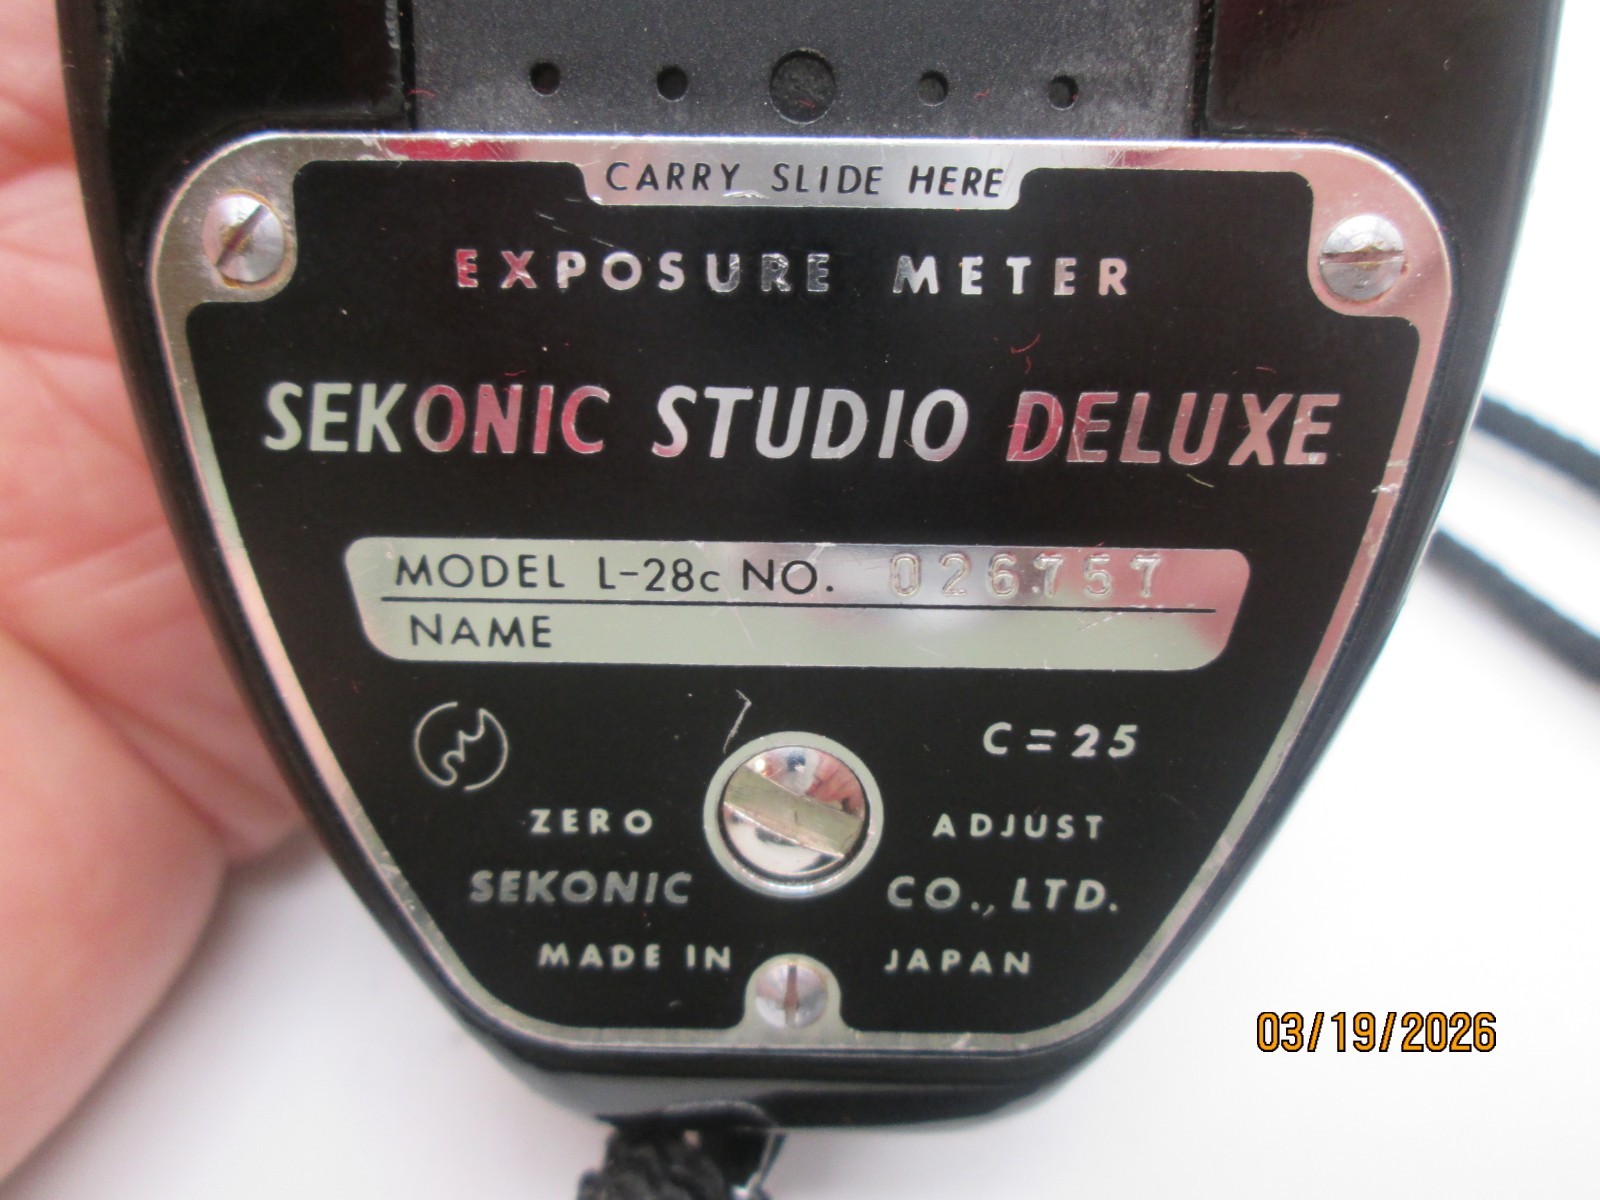 CARRY SLIDE HERE
EXPOSURE METER
SEKONIC STUDIO DELUXE
MODEL L-28c NO. 026757
NAME
C=25
ZERO ADJUST
SEKONIC CO., LTD.
MADE IN JAPAN
03/19/2026